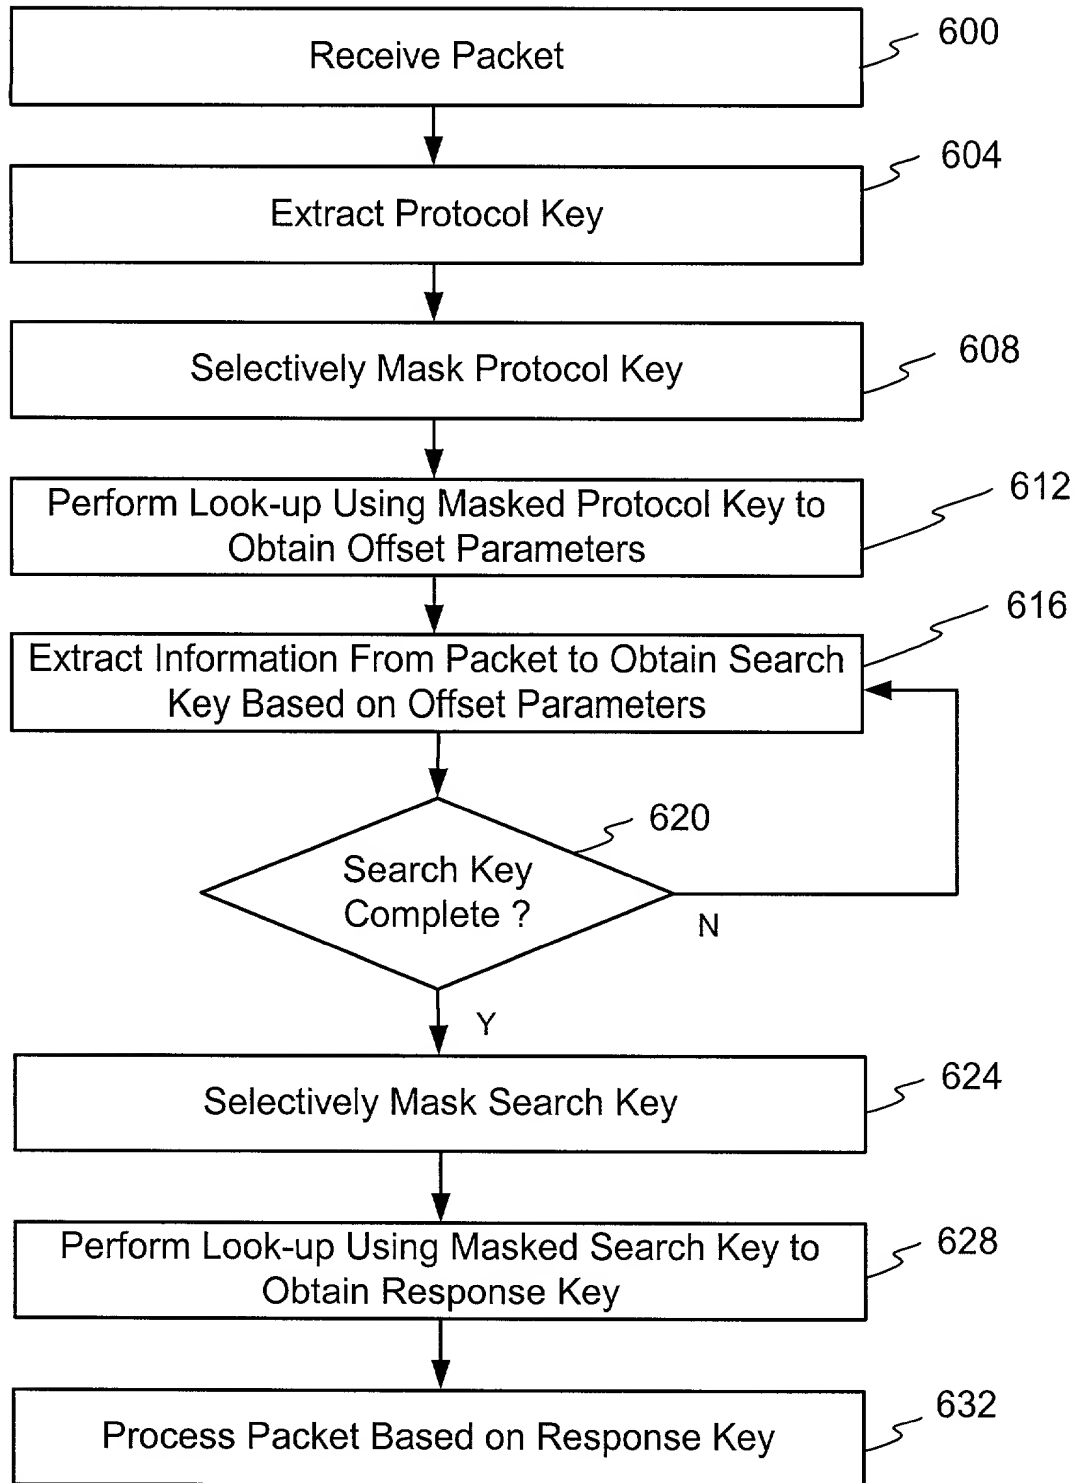 Receive Packet
600
Extract Protocol Key
604
Selectively Mask Protocol Key
608
Perform Look-up Using Masked Protocol Key to
Obtain Offset Parameters
612
Extract Information From Packet to Obtain Search
Key Based on Offset Parameters
616
Search Key
Complete ?
620
N
Y
Selectively Mask Search Key
624
Perform Look-up Using Masked Search Key to
Obtain Response Key
628
Process Packet Based on Response Key
632